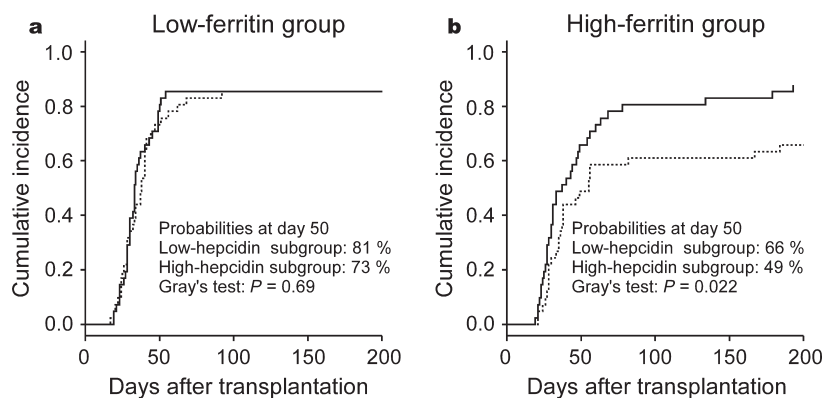 a
Low-ferritin group
1.0
0.8
0.6
0.4
0.2
0.0
Cumulative incidence
Probabilities at day 50
Low-hepcidin subgroup: 81 %
High-hepcidin subgroup: 73 %
Gray's test: P = 0.69
0 50 100 150 200
Days after transplantation
b
High-ferritin group
1.0
0.8
0.6
0.4
0.2
0.0
Cumulative incidence
Probabilities at day 50
Low-hepcidin subgroup: 66 %
High-hepcidin subgroup: 49 %
Gray's test: P = 0.022
0 50 100 150 200
Days after transplantation